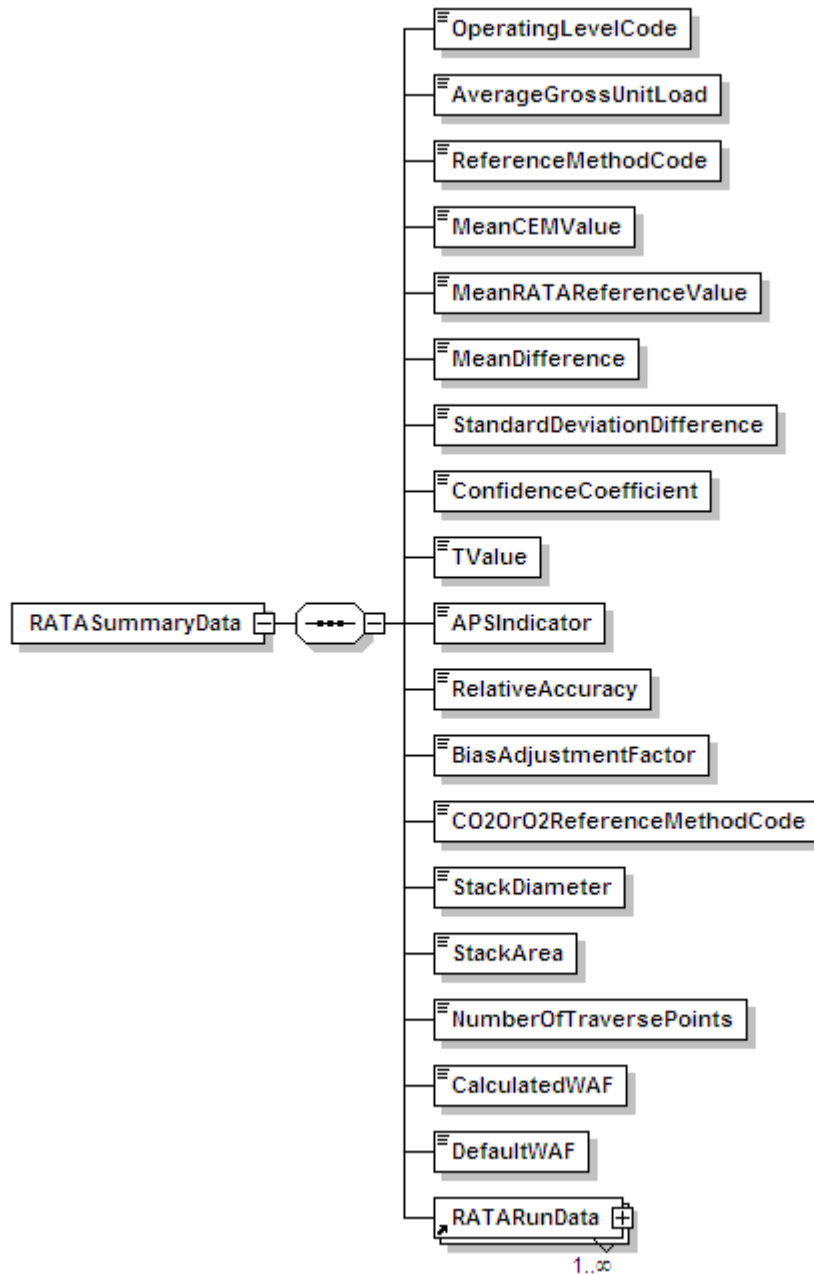 OperatingLevelCode
AverageGrossUnitLoad
ReferenceMethodCode
MeanCEMValue
MeanRATAReferenceValue
MeanDifference
StandardDeviationDifference
ConfidenceCoefficient
TValue
RATASummaryData
APSIndicator
RelativeAccuracy
BiasAdjustmentFactor
CO2OrO2ReferenceMethodCode
StackDiameter
StackArea
NumberOfTraversePoints
CalculatedWAF
DefaultWAF
RATARunData
1..∞